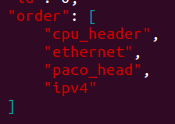 "order": [
"cpu_header",
"ethernet",
"paco_head",
"ipv4"
]